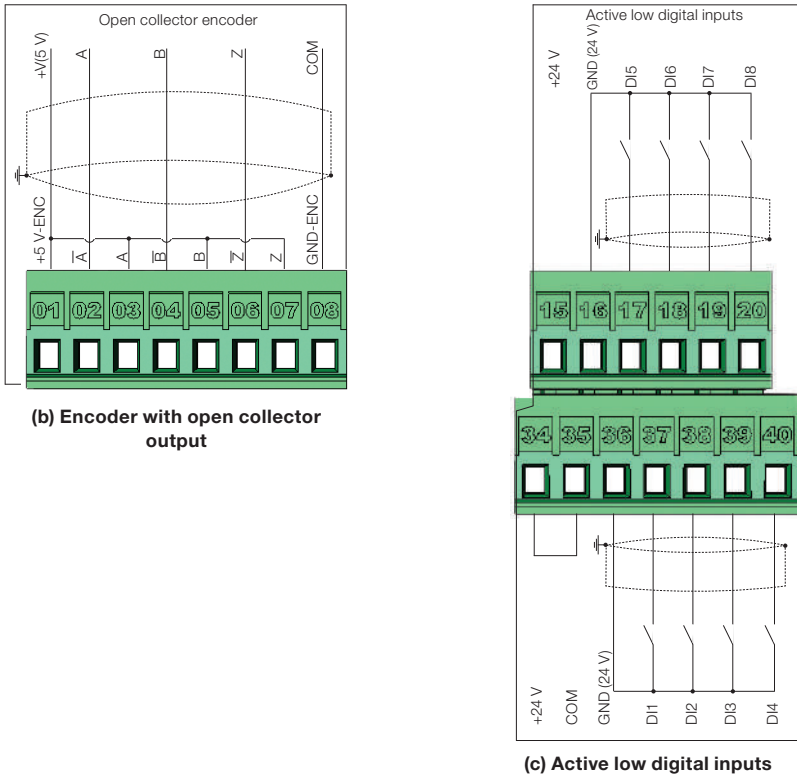 Open collector encoder
+V(5 V)
A
B
Z
COM
+5 V-ENC
A̅
A
B̅
B
Z̅
Z
GND-ENC
01 02 03 04 05 06 07 08
(b) Encoder with open collector
output
Active low digital inputs
+24 V
GND (24 V)
DI5
DI6
DI7
DI8
15 16 17 18 19 20
34 35 36 37 38 39 40
+24 V
COM
GND (24 V)
DI1
DI2
DI3
DI4
(c) Active low digital inputs